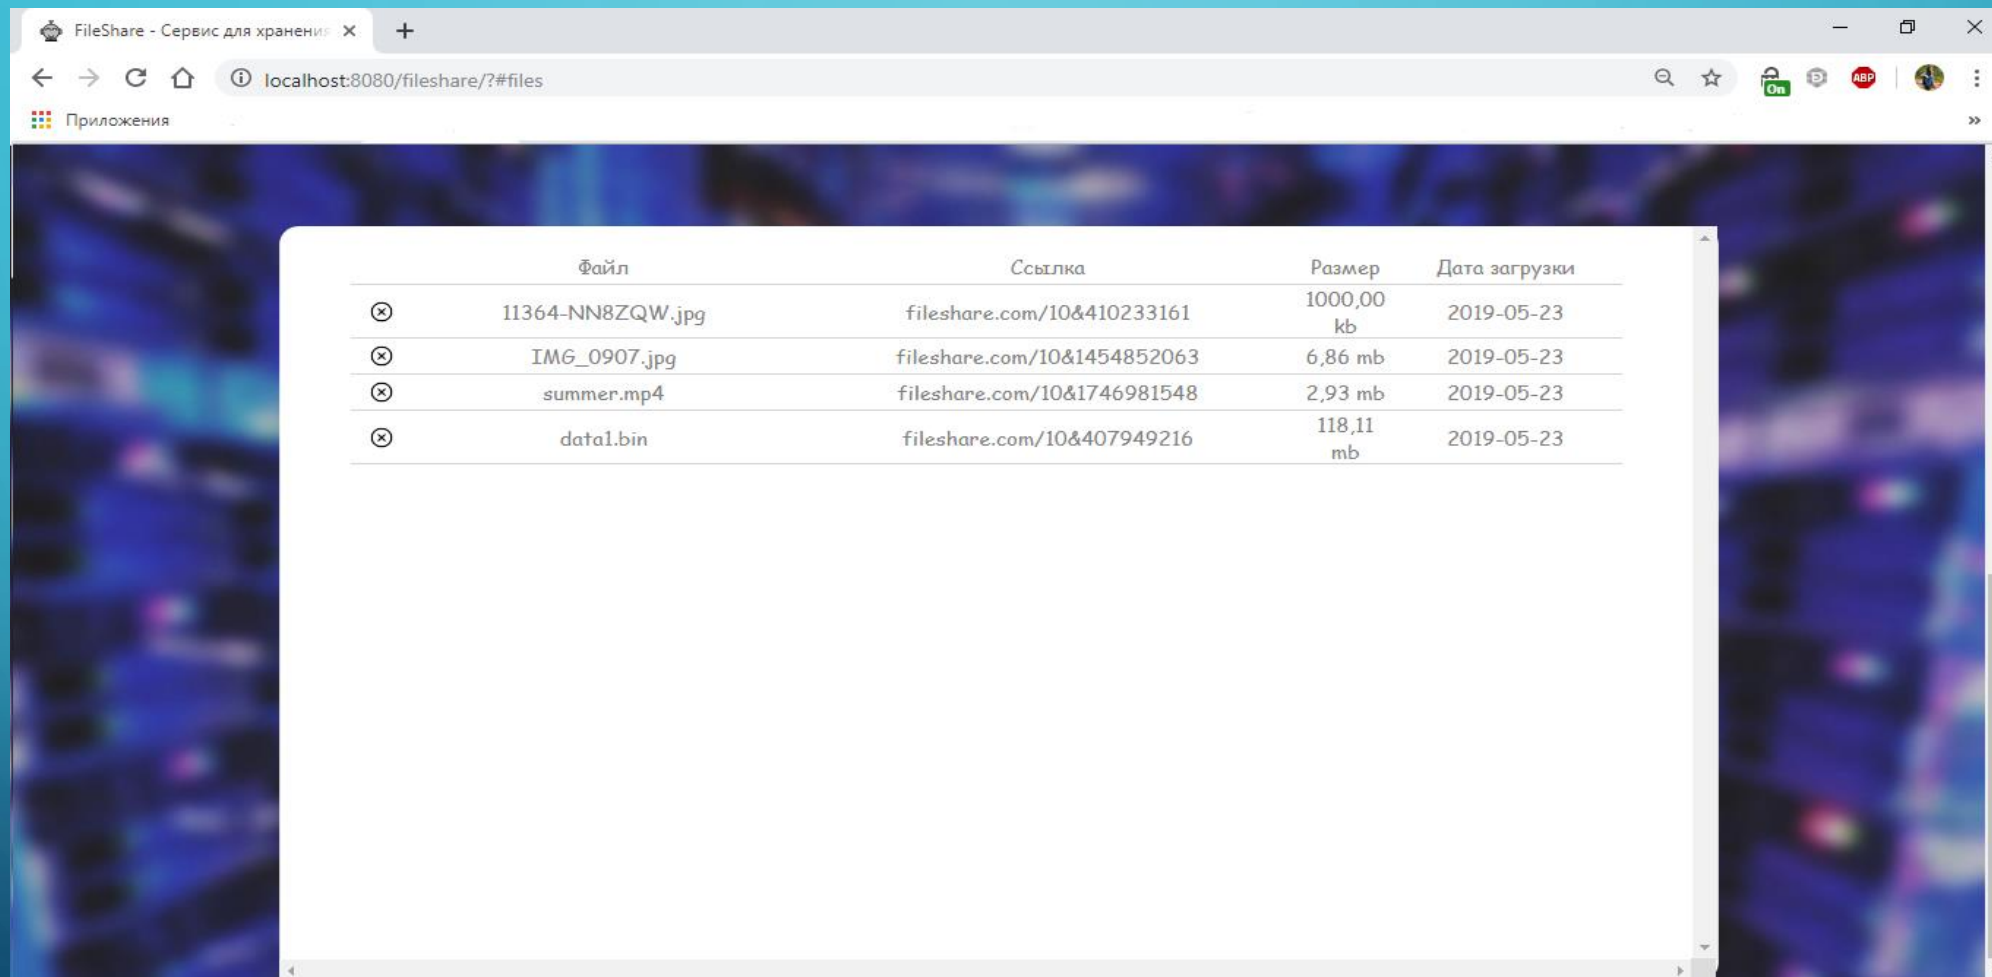 FileShare - Сервис для хранения
localhost:8080/fileshare/?#files
On
ABP
Приложения
Файл Ссылка Размер Дата загрузки
11364-NN8ZQW.jpg fileshare.com/10&410233161 1000,00 kb 2019-05-23
IMG_0907.jpg fileshare.com/10&1454852063 6,86 mb 2019-05-23
summer.mp4 fileshare.com/10&1746981548 2,93 mb 2019-05-23
data1.bin fileshare.com/10&407949216 118,11 mb 2019-05-23